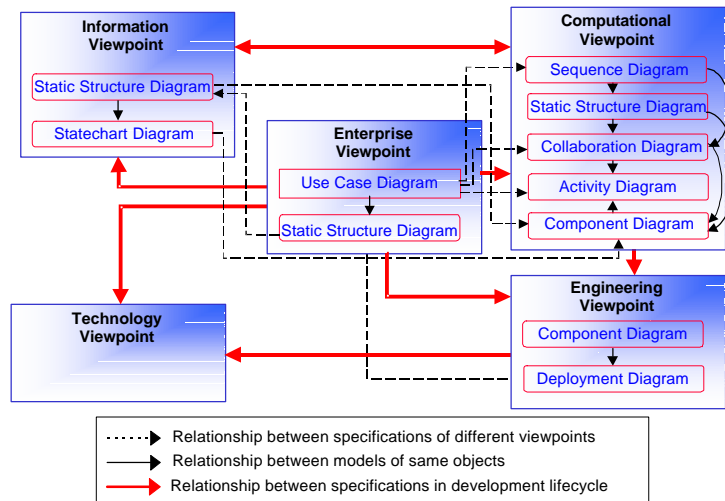 Information
Viewpoint
Static Structure Diagram
Statechart Diagram
Computational
Viewpoint
Sequence Diagram
Static Structure Diagram
Collaboration Diagram
Activity Diagram
Component Diagram
Enterprise
Viewpoint
Use Case Diagram
Static Structure Diagram
Technology
Viewpoint
Engineering
Viewpoint
Component Diagram
Deployment Diagram
Relationship between specifications of different viewpoints
Relationship between models of same objects
Relationship between specifications in development lifecycle